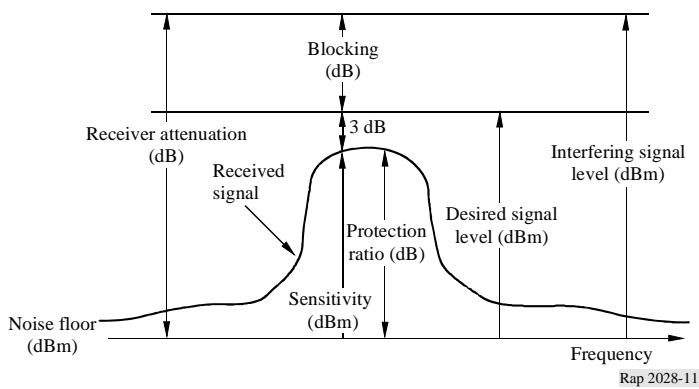 Blocking
(dB)
3 dB
Receiver attenuation
(dB)
Interfering signal
level (dBm)
Received
signal
Desired signal
level (dBm)
Protection
ratio (dB)
Sensitivity
(dBm)
Noise floor
(dBm)
Frequency
Rap 2028-11